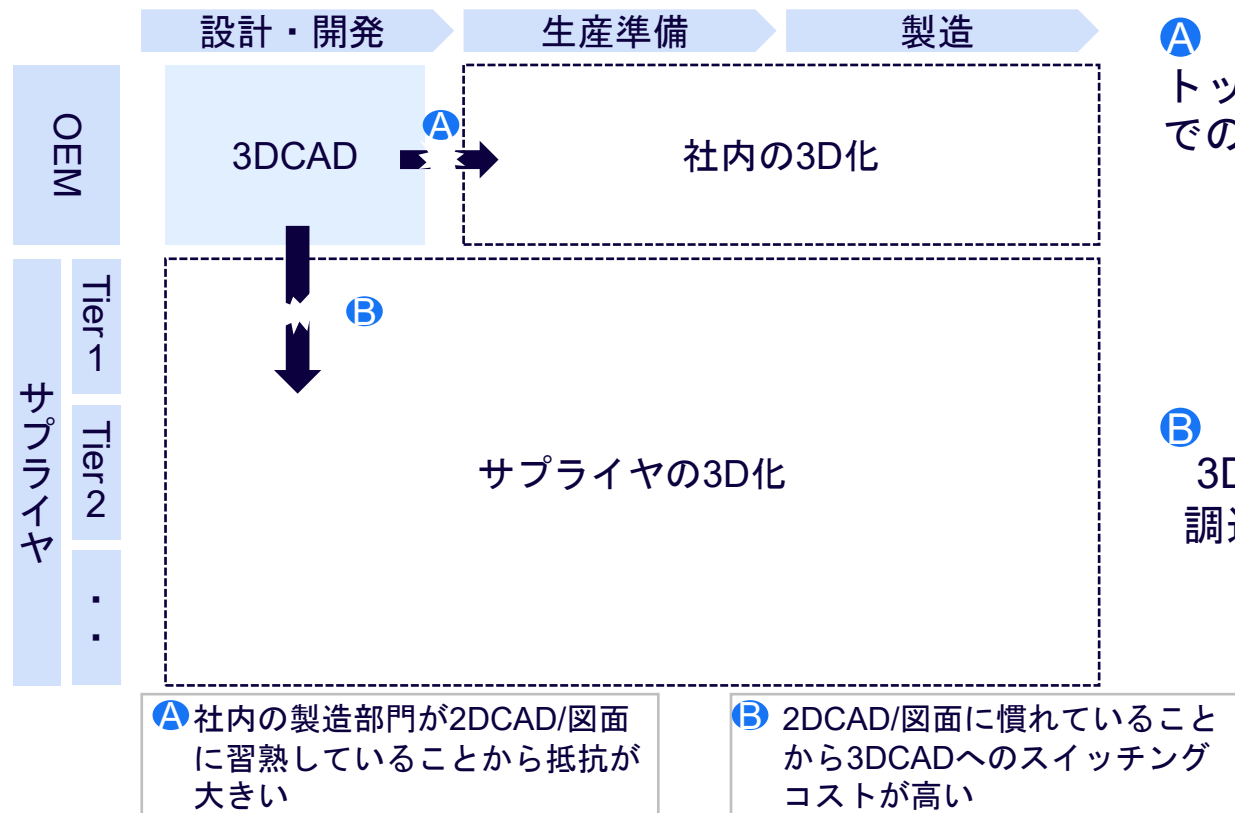 設計・開発
生産準備
製造
OEM
3DCAD
A
社内の3D化
サプライヤ
Tier1
Tier2
・・
B
サプライヤの3D化
A
トッ
での
B
3D
A 社内の製造部門が2DCAD/図面
に習熟していることから抵抗が
大きい
B 2DCAD/図面に慣れていること
から3DCADへのスイッチング
コストが高い